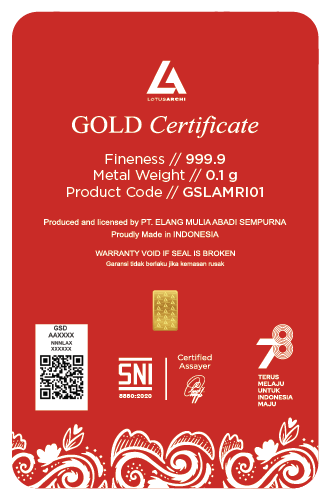 LOTUSARCHI
GOLD Certificate
Fineness // 999.9
Metal Weight // 0.1 g
Product Code // GSLAMRI01
Produced and licensed by PT. ELANG MULIA ABADI SEMPURNA
Proudly Made in INDONESIA
WARRANTY VOID IF SEAL IS BROKEN
Garansi tidak berlaku jika kemasan rusak
GSD
AAXXXX
NNNLAX
XXXXXX
SNI
8880:2020
Certified
Assayer
78
TERUS
MELAJU
UNTUK
INDONESIA
MAJU